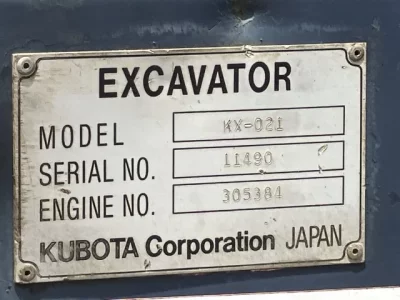 EXCAVATOR
MODEL KX-021
SERIAL NO. 11490
ENGINE NO. 305384
KUBOTA Corporation JAPAN